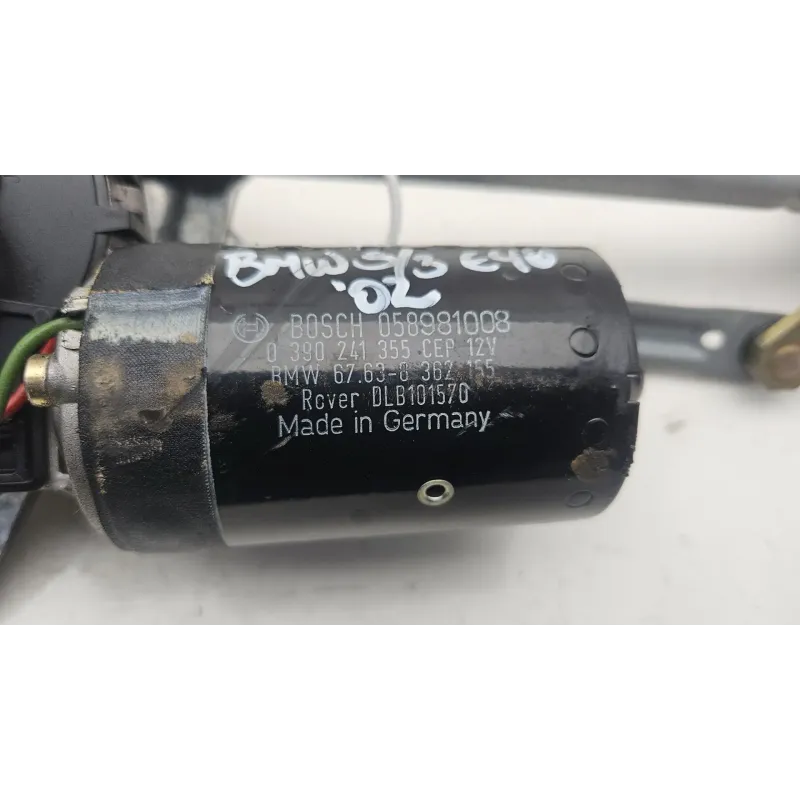 BMW S/3 E46
'02
BOSCH 058981008
0 390 241 355 CEP 12V
BMW 67.63-8 362 155
Rover DLB101570
Made in Germany